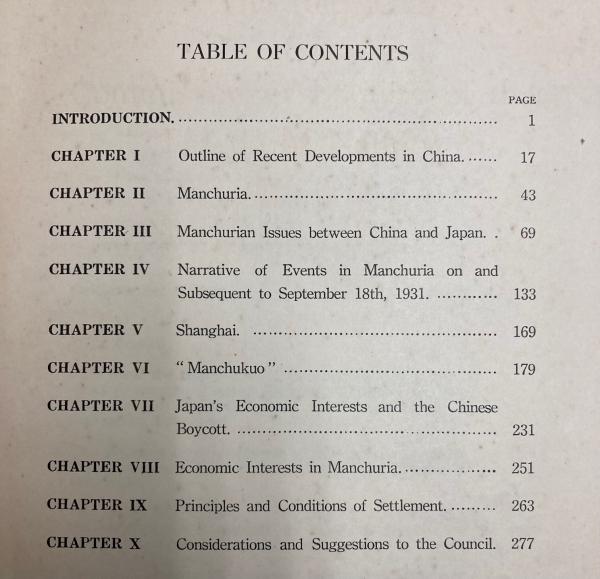 TABLE OF CONTENTS
PAGE
INTRODUCTION. ........................................................ 1
CHAPTER I Outline of Recent Developments in China. ...... 17
CHAPTER II Manchuria. ........................................... 43
CHAPTER III Manchurian Issues between China and Japan. . 69
CHAPTER IV Narrative of Events in Manchuria on and
Subsequent to September 18th, 1931. ............ 133
CHAPTER V Shanghai. ........................................... 169
CHAPTER VI “ Manchukuo ” ..................................... 179
CHAPTER VII Japan's Economic Interests and the Chinese
Boycott. .............................................. 231
CHAPTER VIII Economic Interests in Manchuria. ................. 251
CHAPTER IX Principles and Conditions of Settlement. ......... 263
CHAPTER X Considerations and Suggestions to the Council. 277